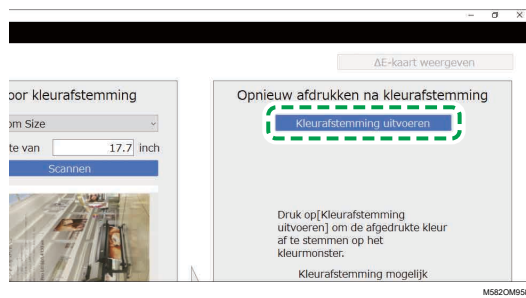 ΔE-kaart weergeven
oor kleurafstemming
om Size
te van 17.7 inch
Scannen
Opnieuw afdrukken na kleurafstemming
Kleurafstemming uitvoeren
Druk op[Kleurafstemming
uitvoeren] om de afgedrukte kleur
af te stemmen op het
kleurmonster.
Kleurafstemming mogelijk
M582OM95